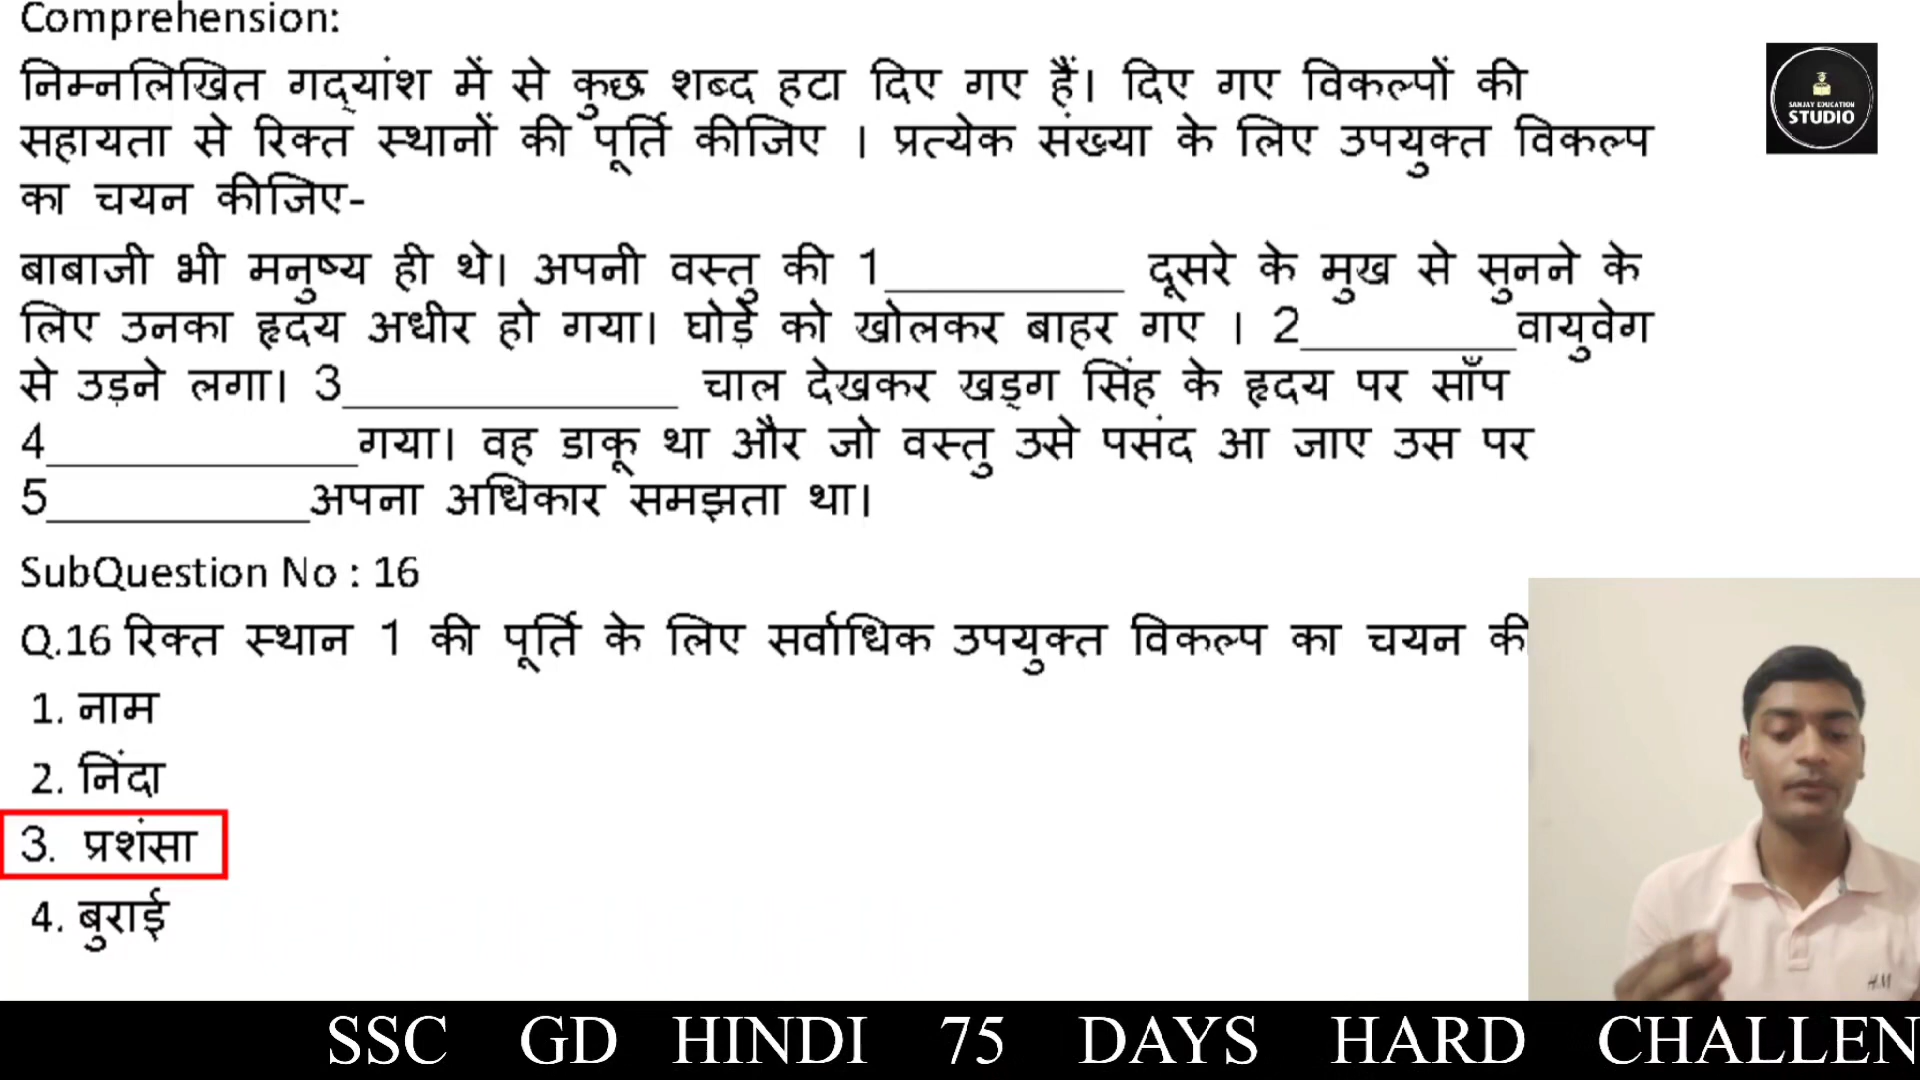 Comprehension:
SANJAY EDUCATION
STUDIO
निम्नलिखित गद्यांश में से कुछ शब्द हटा दिए गए हैं। दिए गए विकल्पों की
सहायता से रिक्त स्थानों की पूर्ति कीजिए । प्रत्येक संख्या के लिए उपयुक्त विकल्प
का चयन कीजिए-
बाबाजी भी मनुष्य ही थे। अपनी वस्तु की 1__________ दूसरे के मुख से सुनने के
लिए उनका हृदय अधीर हो गया। घोड़े को खोलकर बाहर गए । 2_________वायुवेग
से उड़ने लगा। 3______________ चाल देखकर खड्ग सिंह के हृदय पर साँप
4_____________गया। वह डाकू था और जो वस्तु उसे पसंद आ जाए उस पर
5___________अपना अधिकार समझता था।
SubQuestion No : 16
Q.16 रिक्त स्थान 1 की पूर्ति के लिए सर्वाधिक उपयुक्त विकल्प का चयन की
1. नाम
2. निंदा
3. प्रशंसा
4. बुराई
H.M
SSC GD HINDI 75 DAYS HARD CHALLEN